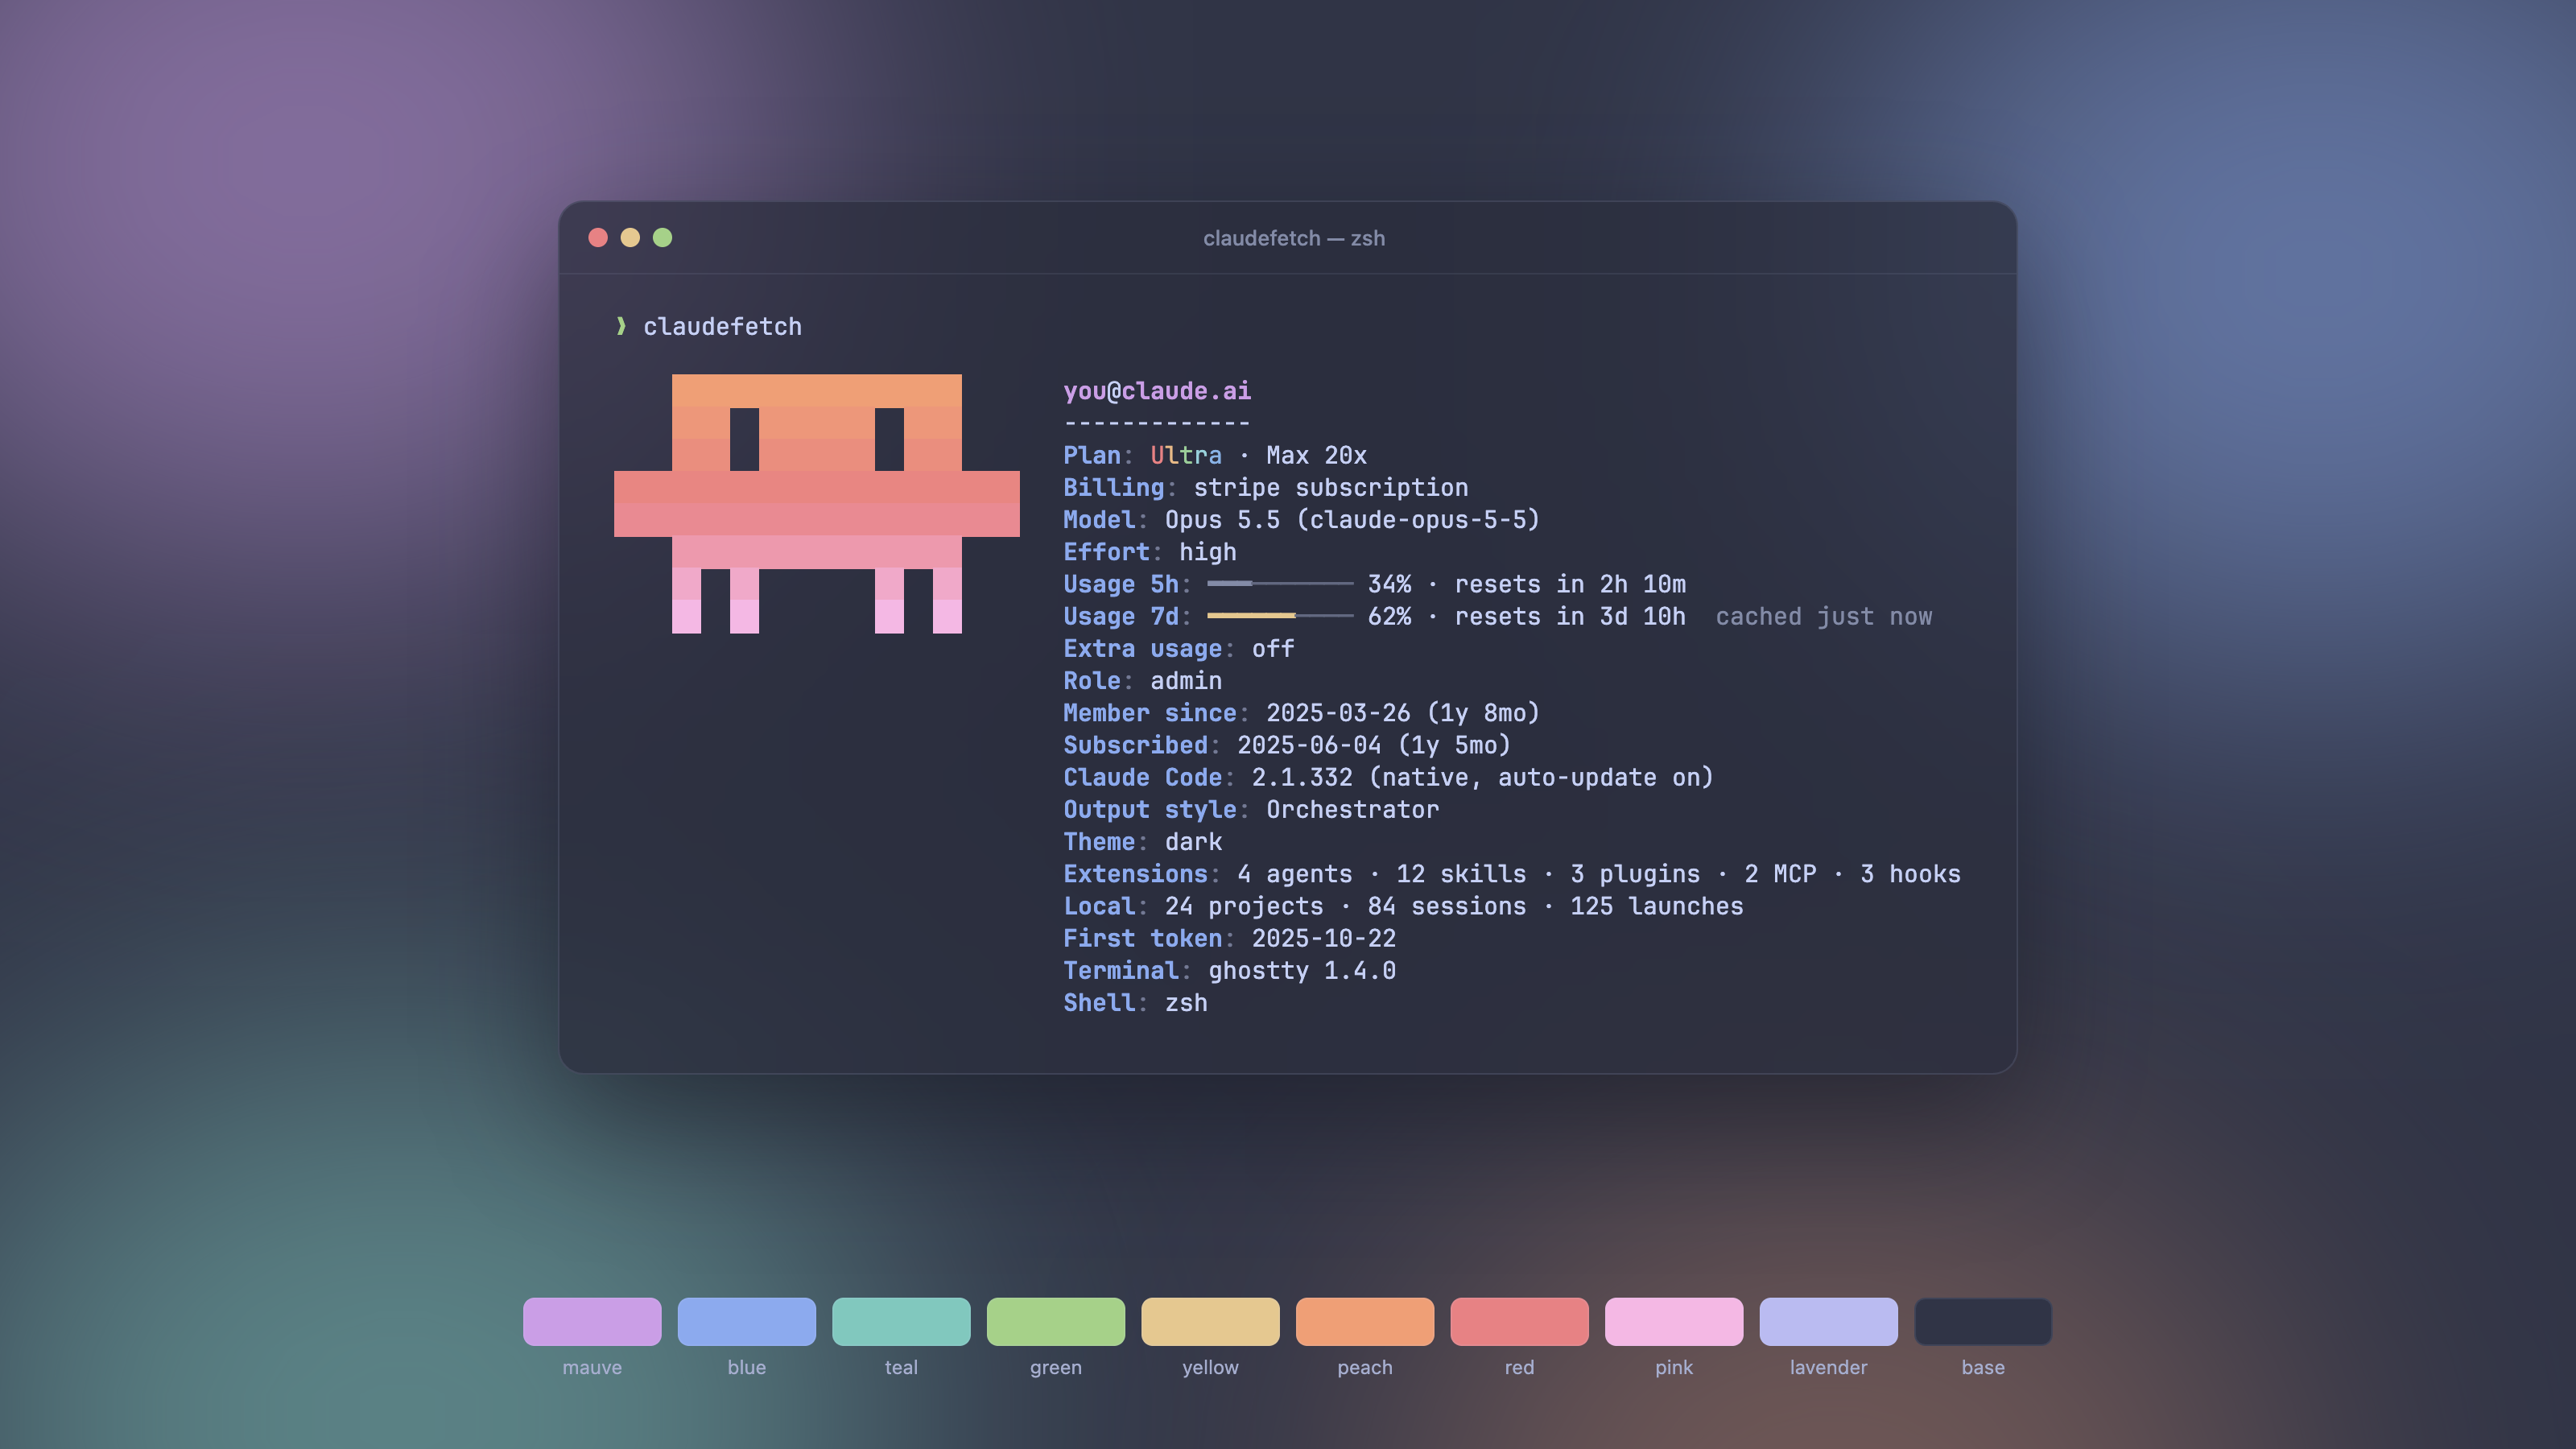 claudefetch — zsh
❯ claudefetch
you@claude.ai
-------------
Plan: Ultra · Max 20x
Billing: stripe subscription
Model: Opus 5.5 (claude-opus-5-5)
Effort: high
Usage 5h: 34% · resets in 2h 10m
Usage 7d: 62% · resets in 3d 10h cached just now
Extra usage: off
Role: admin
Member since: 2025-03-26 (1y 8mo)
Subscribed: 2025-06-04 (1y 5mo)
Claude Code: 2.1.332 (native, auto-update on)
Output style: Orchestrator
Theme: dark
Extensions: 4 agents · 12 skills · 3 plugins · 2 MCP · 3 hooks
Local: 24 projects · 84 sessions · 125 launches
First token: 2025-10-22
Terminal: ghostty 1.4.0
Shell: zsh
mauve blue teal green yellow peach red pink lavender base